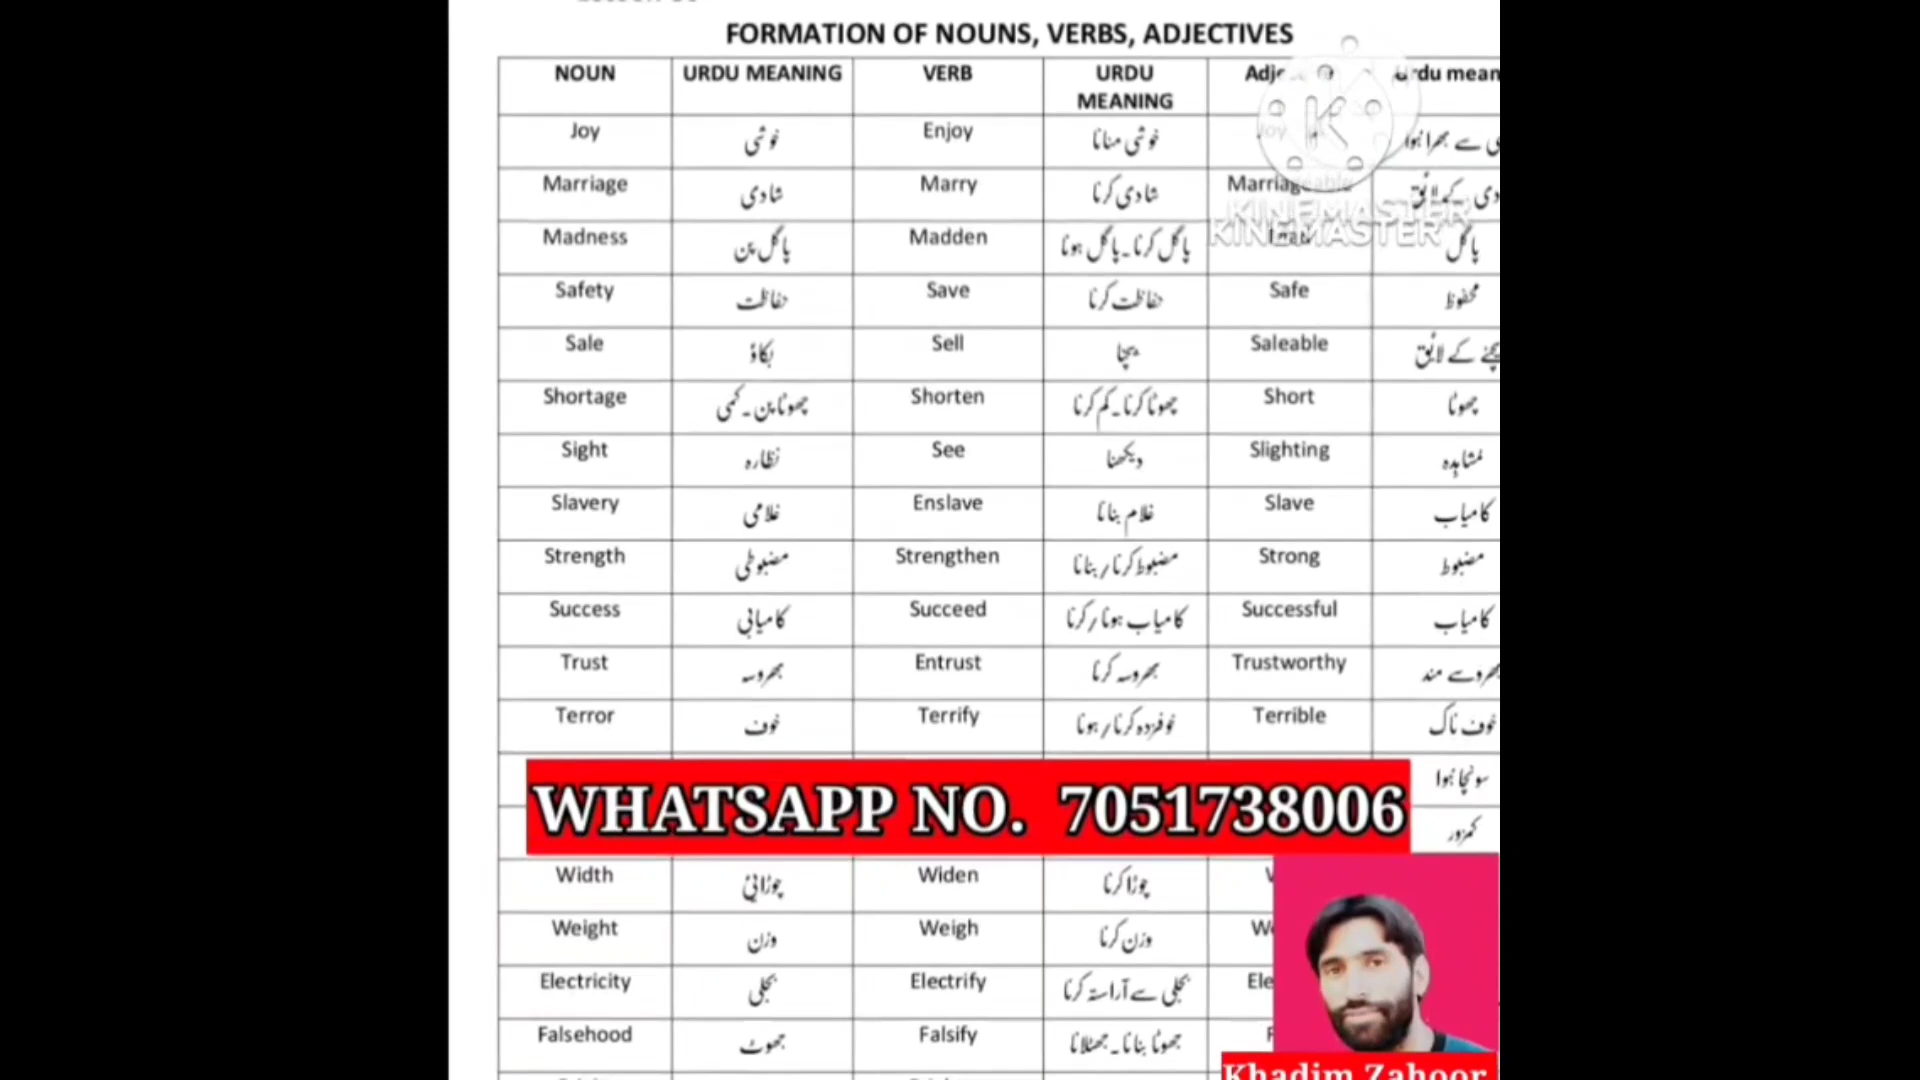 FORMATION OF NOUNS, VERBS, ADJECTIVES
NOUN URDU MEANING VERB URDU MEANING
Joy خوشی Enjoy خوشی منانا
Marriage شادی Marry شادی کرنا
Madness پاگل پن Madden پاگل کرنا۔پاگل ہونا پاگل
KINEMASTER
KINEMASTER
Safety حفاظت Save حفاظت کرنا Safe محفوظ
Sale بکاؤ Sell بیچنا Saleable کے لائق
Shortage چھوٹا پن۔کمی Shorten چھوٹا کرنا۔کم کرنا Short چھوٹا
Sight نظارہ See دیکھنا Slighting مشاہدہ
Slavery غلامی Enslave غلام بنانا Slave کامیاب
Strength مضبوطی Strengthen مضبوط کرنا/بنانا Strong مضبوط
Success کامیابی Succeed کامیاب ہونا/کرنا Successful کامیاب
Trust بھروسہ Entrust بھروسہ کرنا Trustworthy مند
Terror خوف Terrify خوفزدہ کرنا/ہونا Terrible خوف ناک
ہوا
WHATSAPP NO. 7051738006
کمزور
Width چوڑائی Widen چوڑا کرنا
Weight وزن Weigh وزن کرنا
Electricity بجلی Electrify بجلی سے آراستہ کرنا
Falsehood جھوٹ Falsify جھوٹا بنانا۔جھٹلانا
Khadim Zahoor